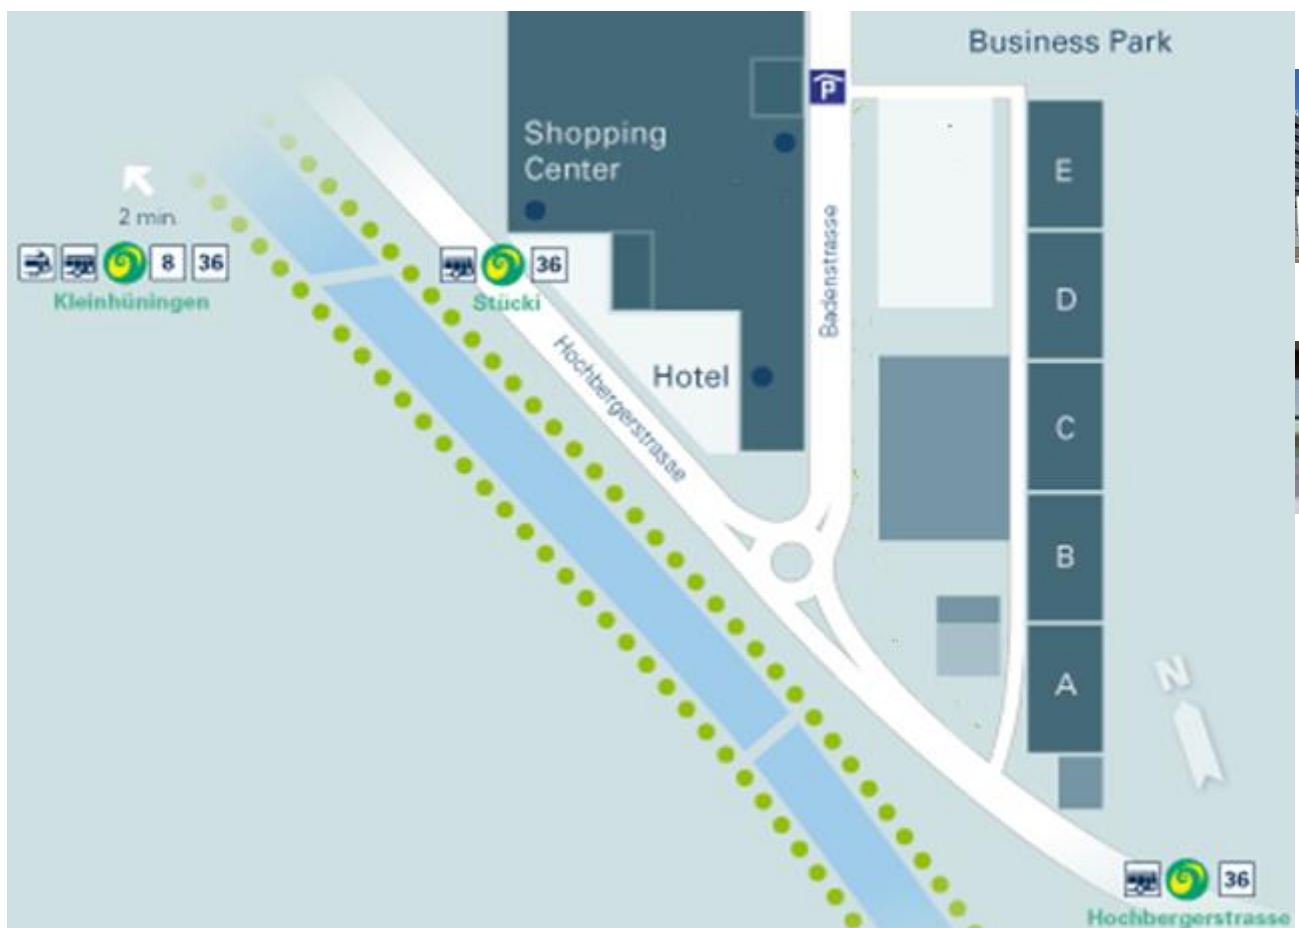 Business Park
P
Shopping
Center
E
2 min
8 36
Kleinhüningen
36
Stücki
Badenstrasse
D
Hochbergerstrasse
Hotel
C
B
A
N
36
Hochbergerstrasse